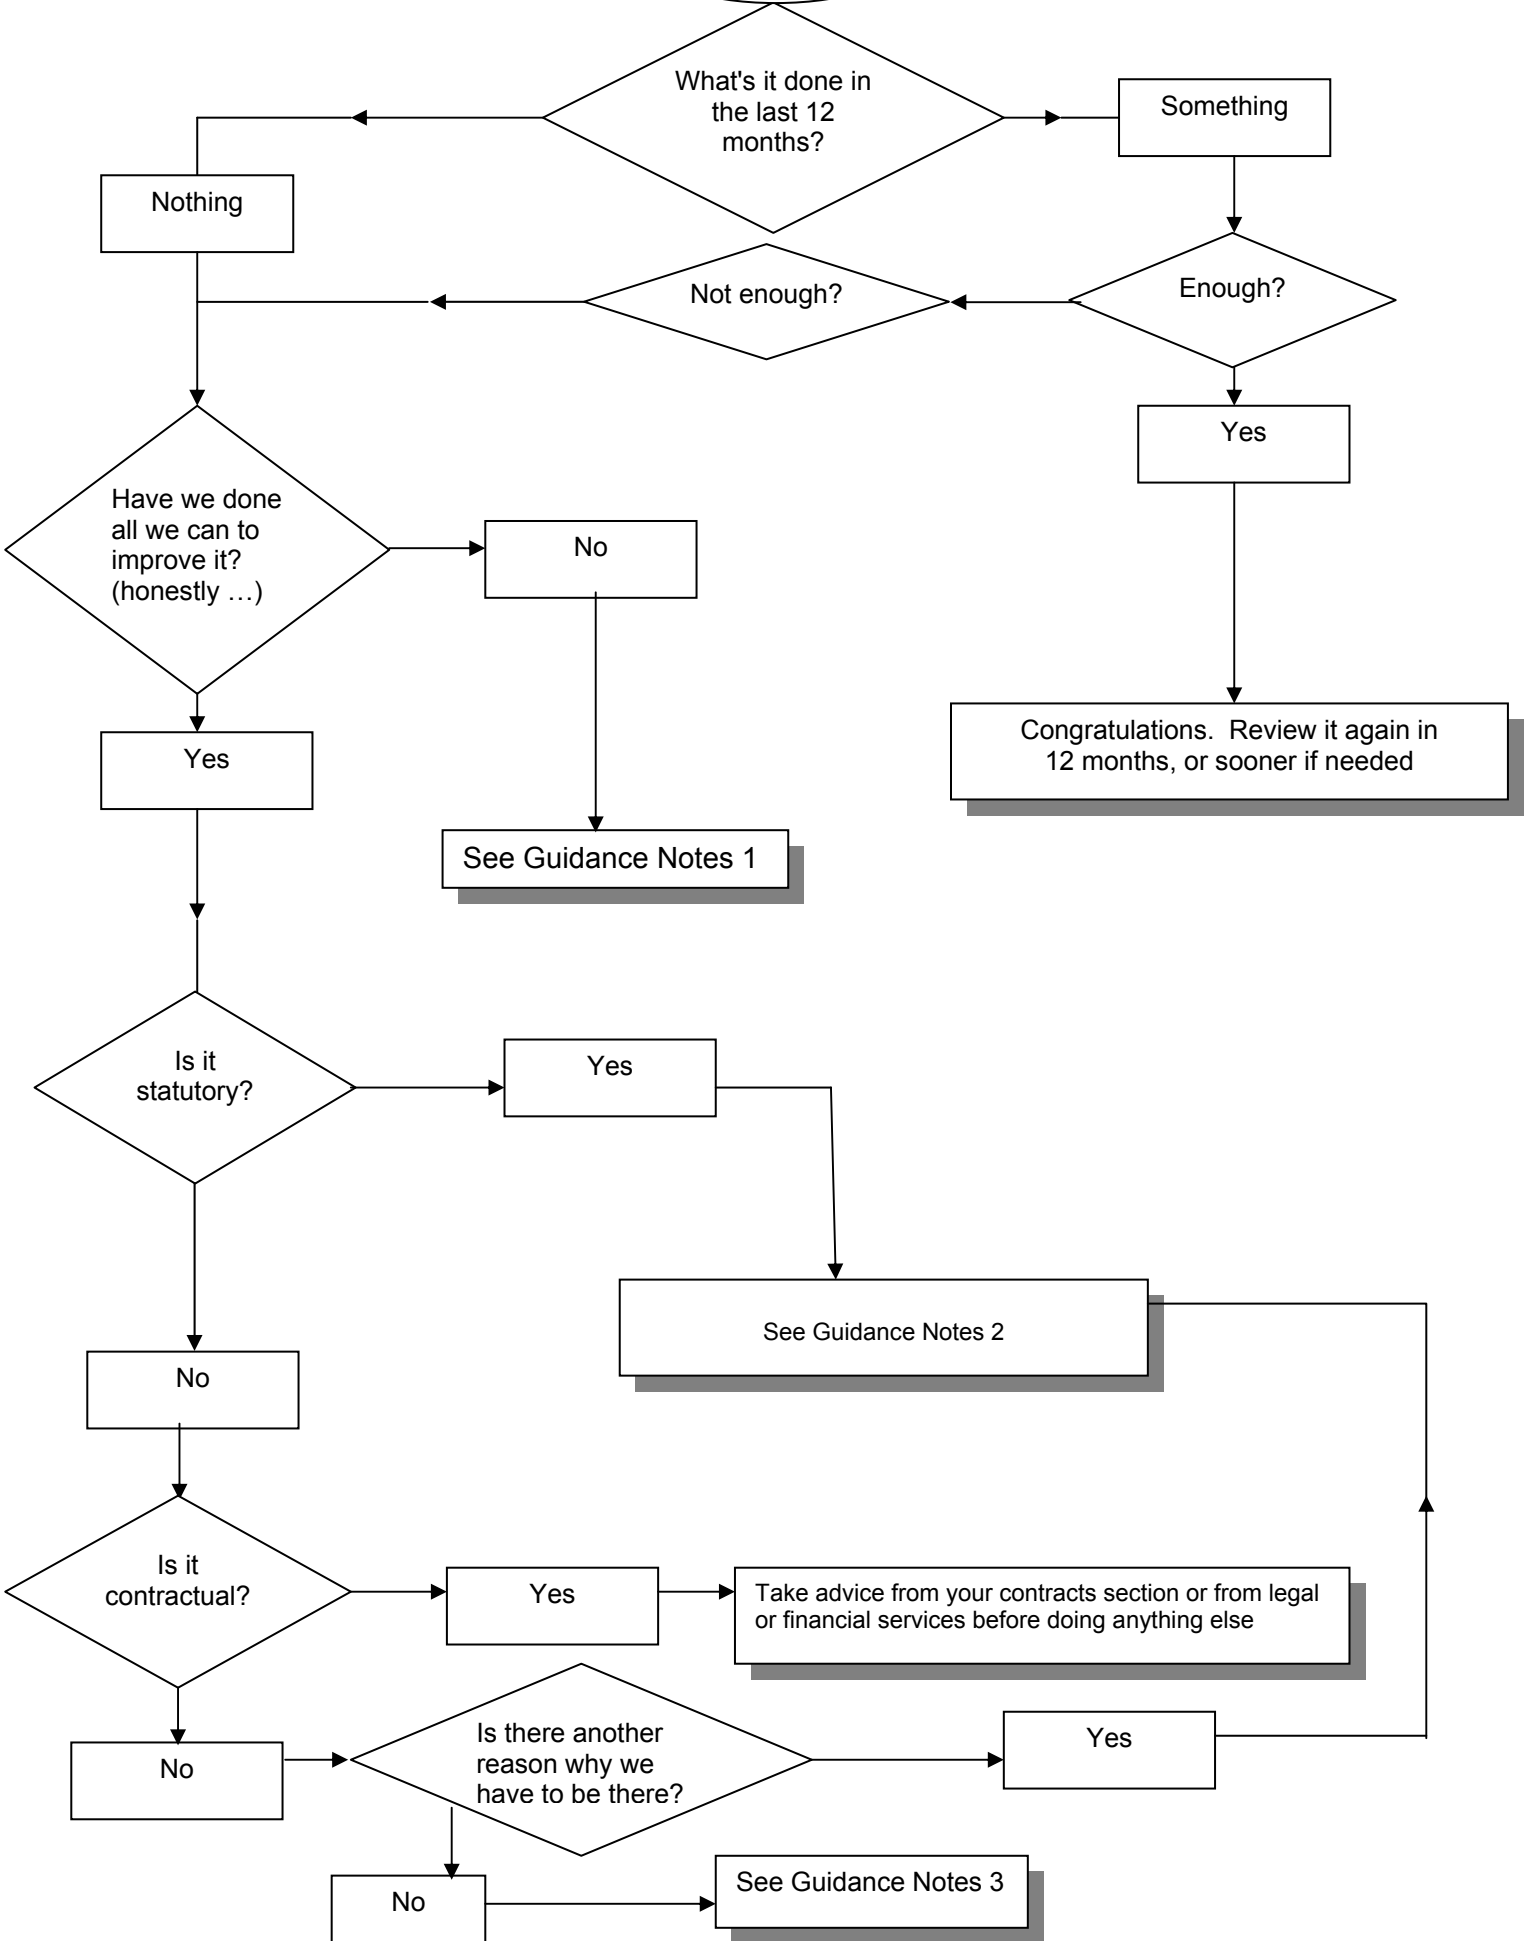 What's it done in
the last 12
months?
Something
Nothing
Not enough?
Enough?
Yes
Have we done
all we can to
improve it?
(honestly …)
No
Congratulations.  Review it again in
12 months, or sooner if needed
Yes
See Guidance Notes 1
Is it
statutory?
Yes
See Guidance Notes 2
No
Is it
contractual?
Yes
Take advice from your contracts section or from legal
or financial services before doing anything else
No
Is there another
reason why we
have to be there?
Yes
No
See Guidance Notes 3